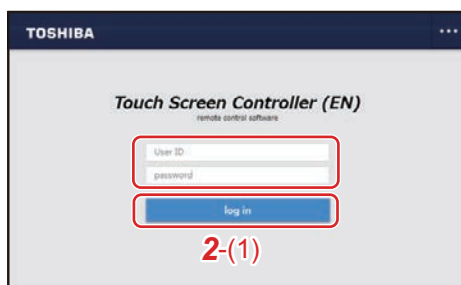 TOSHIBA
Touch Screen Controller (EN)
remote control software
User ID
password
log in
2-(1)